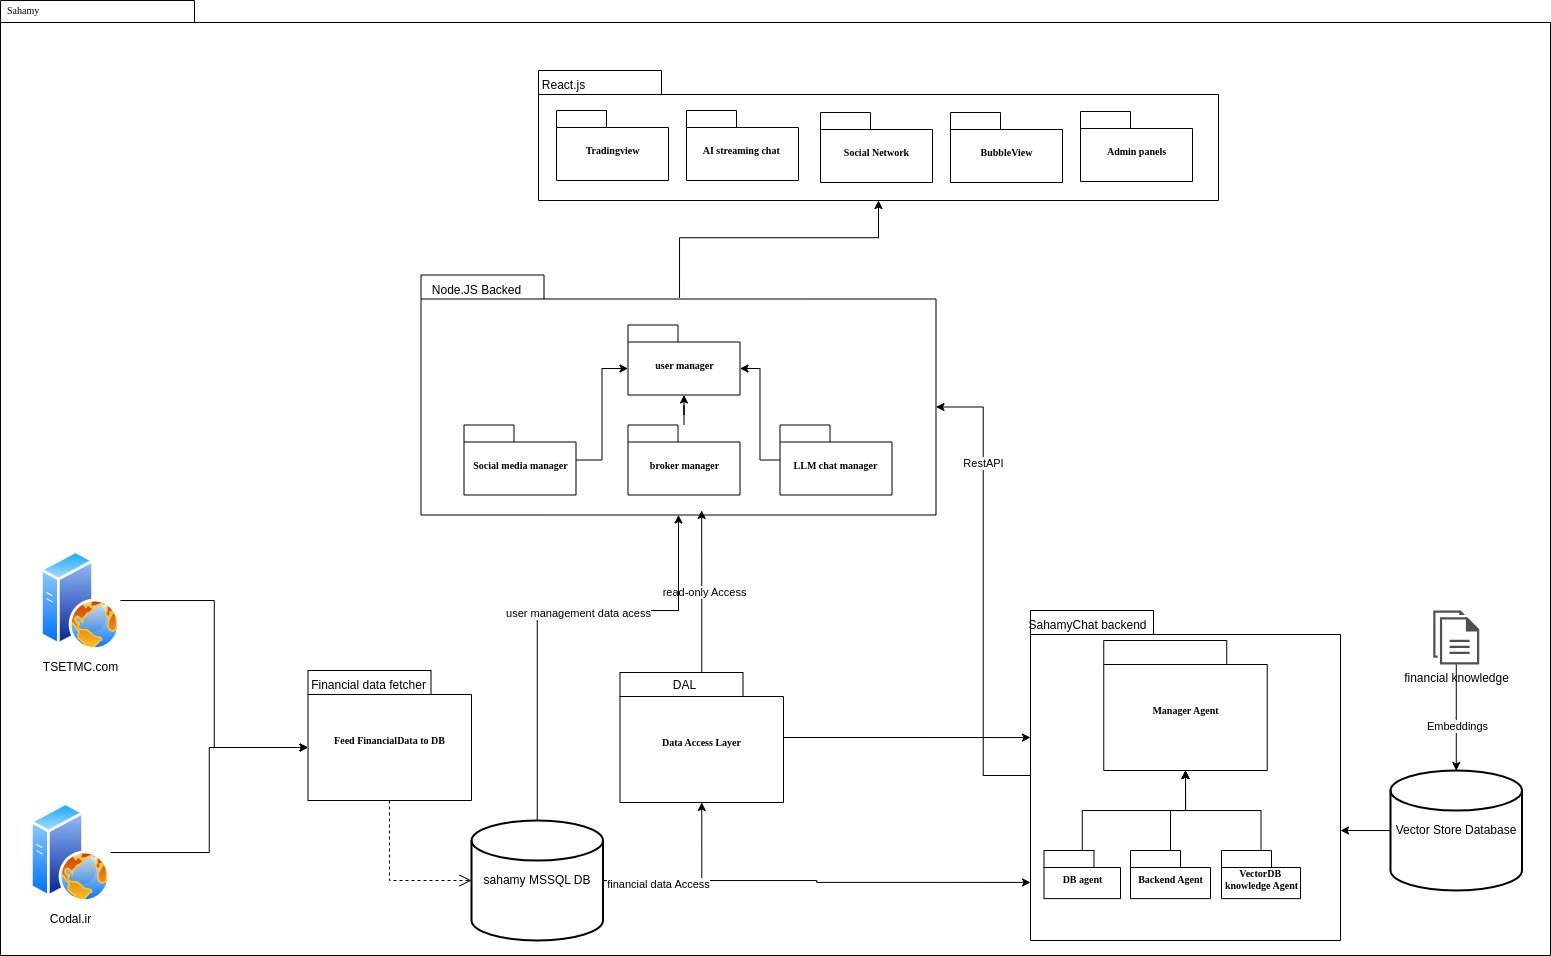 Sahamy
React.js
Tradingview
AI streaming chat
Social Network
BubbleView
Admin panels
Node.JS Backed
user manager
Social media manager
broker manager
LLM chat manager
RestAPI
read-only Access
user management data acess
TSETMC.com
Financial data fetcher
Feed FinancialData to DB
DAL
Data Access Layer
SahamyChat backend
Manager Agent
financial knowledge
Embeddings
Vector Store Database
sahamy MSSQL DB
financial data Access
DB agent
Backend Agent
VectorDB
knowledge Agent
Codal.ir